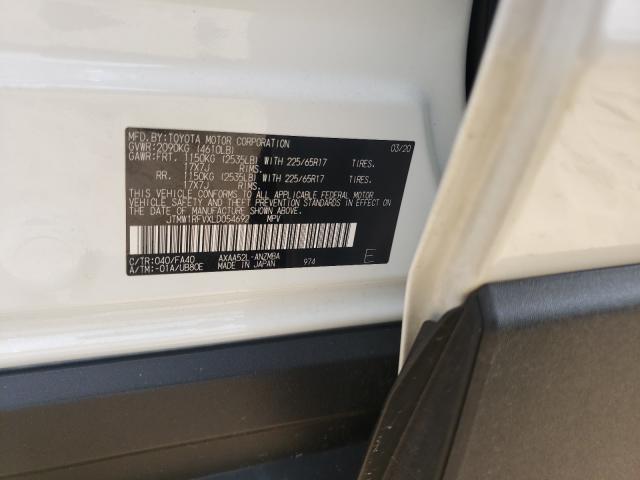 MFD. BY:TOYOTA MOTOR CORPORATION 03/20
GVWR:2090KG (4610LB)
GAWR:FRT. 1150KG (2535LB) WITH 225/65R17 TIRES.
17X7J RIMS.
RR. 1150KG (2535LB) WITH 225/65R17 TIRES.
17X7J RIMS.
THIS VEHICLE CONFORMS TO ALL APPLICABLE FEDERAL MOTOR
VEHICLE SAFETY AND THEFT PREVENTION STANDARDS IN EFFECT
ON THE DATE OF MANUFACTURE SHOWN ABOVE.
JTMW1RFVXLD054692 MPV
C/TR:040/FA40 AXAA52L-ANZMBA
A/TM:-01A/UB80E MADE IN JAPAN 974 E